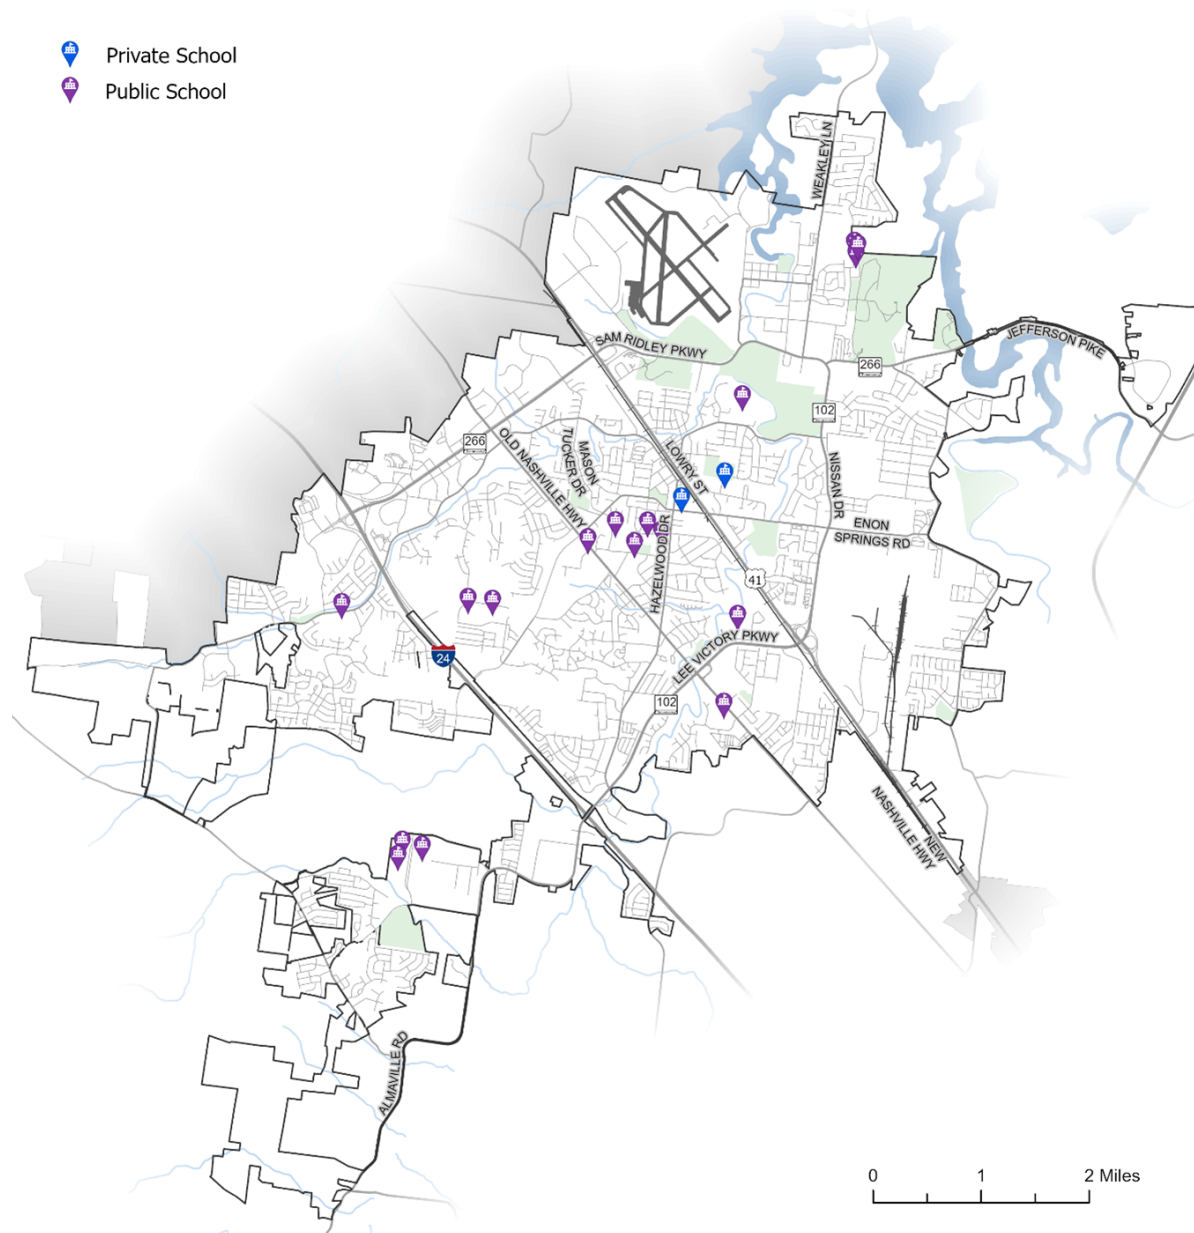 Private School
Public School
WEAKLEY LN
SAM RIDLEY PKWY
JEFFERSON PIKE
266
102
266
OLD NASHVILLE HWY
MASON
TUCKER DR
LOWRY ST
NISSAN DR
ENON
SPRINGS RD
HAZELWOOD DR
41
LEE VICTORY PKWY
24
102
NEW
NASHVILLE HWY
ALMAVILLE RD
0 1 2 Miles